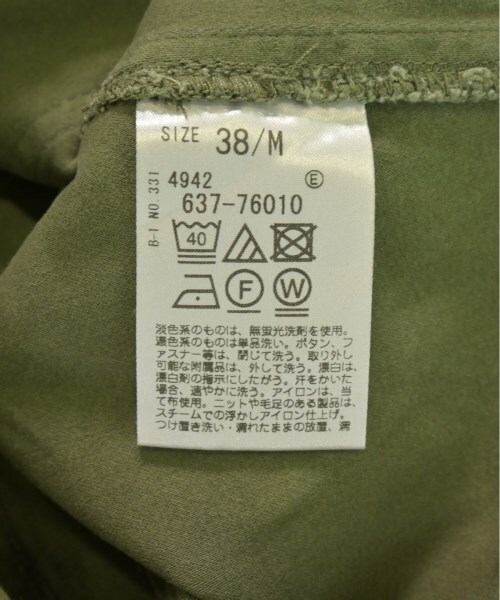 SIZE 38/M
B-1 NO.331
4942 Ⓔ
637-76010
40
F W
淡色系のものは、無蛍光洗剤を使用。
濃色系のものは単品洗い。ボタン、フ
ァスナー等は、閉じて洗う。取り外し
可能な附属品は、外して洗う。漂白は、
漂白剤の指示にしたがう。汗をかいた
場合、速やかに洗う。アイロンは、当
て布使用。ニットや毛足のある製品は、
スチームでの浮かしアイロン仕上げ。
つけ置き洗い・濡れたままの放置、濡